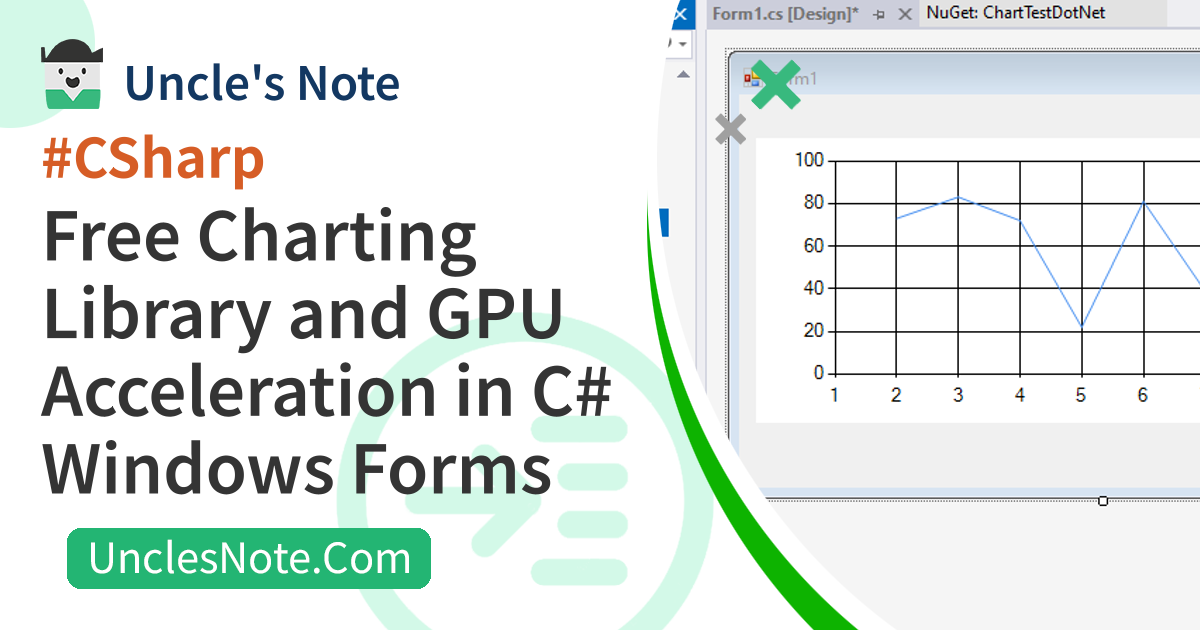 Uncle's Note
#CSharp
Free Charting
Library and GPU
Acceleration in C#
Windows Forms
UnclesNote.Com
Form1.cs [Design]*
NuGet: ChartTestDotNet
100
80
60
40
20
0
1 2 3 4 5 6